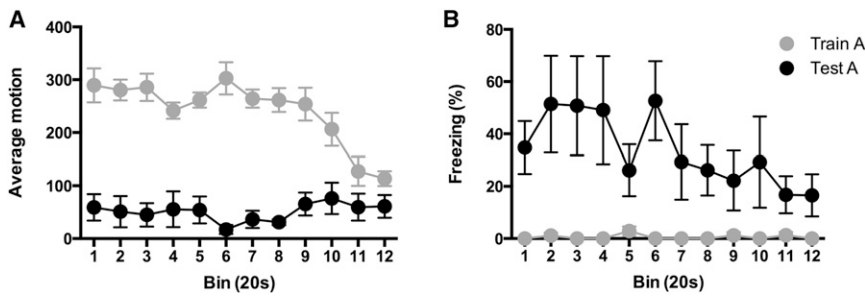 A
Average motion
400
300
200
100
0
1 2 3 4 5 6 7 8 9 10 11 12
Bin (20s)
B
Freezing (%)
80
60
40
20
0
1 2 3 4 5 6 7 8 9 10 11 12
Bin (20s)
Train A
Test A